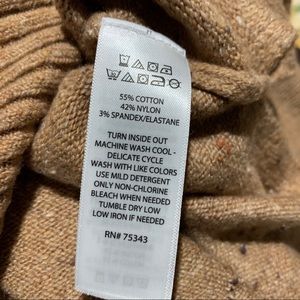 55% COTTON
42% NYLON
3% SPANDEX/ELASTANE
TURN INSIDE OUT
MACHINE WASH COOL -
DELICATE CYCLE
WASH WITH LIKE COLORS
USE MILD DETERGENT
ONLY NON-CHLORINE
BLEACH WHEN NEEDED
TUMBLE DRY LOW
LOW IRON IF NEEDED
RN# 75343